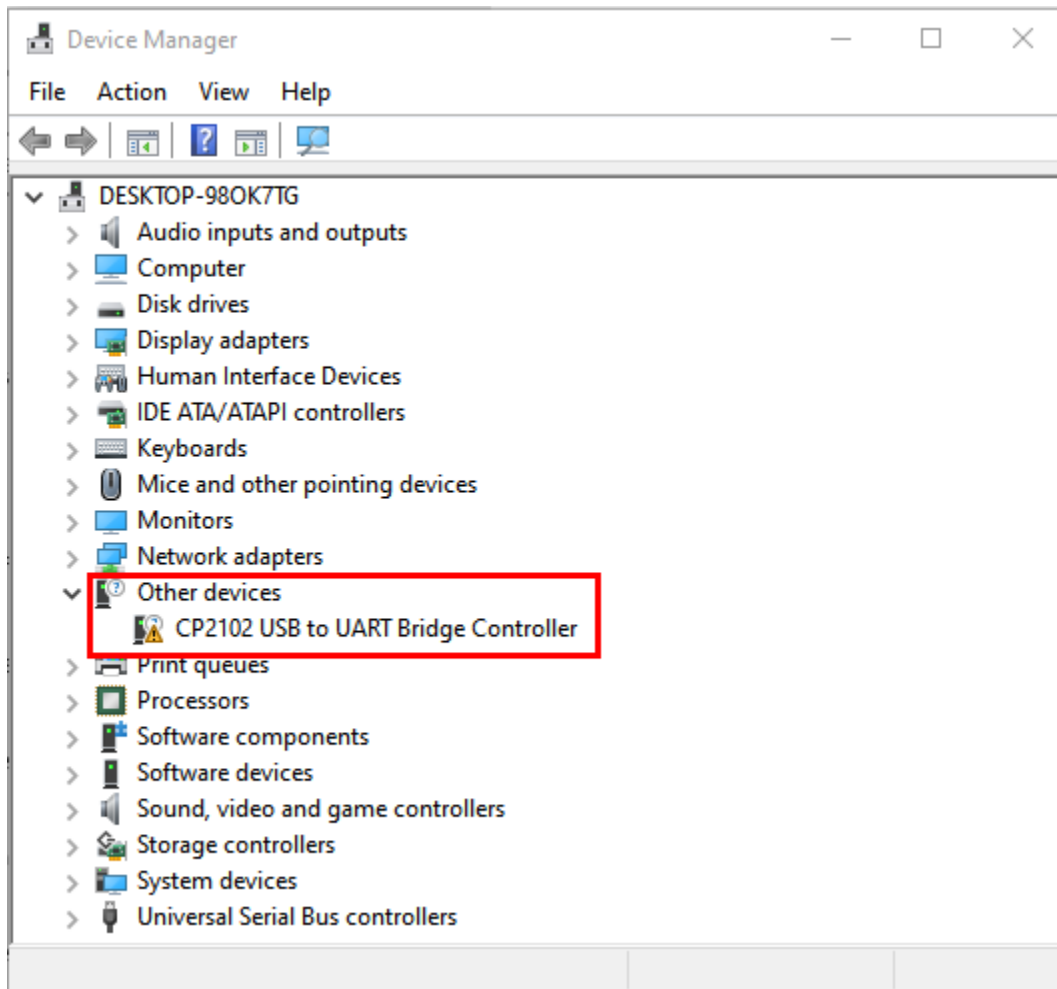 Device Manager
File Action View Help
DESKTOP-98OK7TG
Audio inputs and outputs
Computer
Disk drives
Display adapters
Human Interface Devices
IDE ATA/ATAPI controllers
Keyboards
Mice and other pointing devices
Monitors
Network adapters
Other devices
CP2102 USB to UART Bridge Controller
Print queues
Processors
Software components
Software devices
Sound, video and game controllers
Storage controllers
System devices
Universal Serial Bus controllers